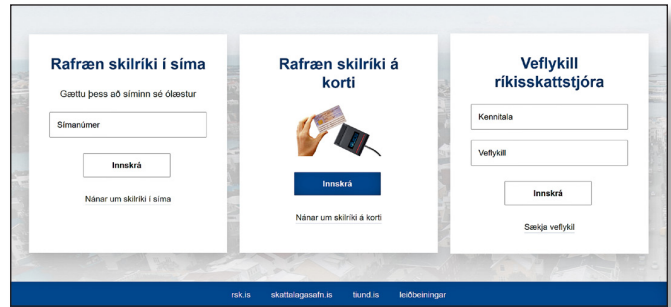 Rafræn skilríki í síma
Gættu þess að síminn sé ólæstur
Símanúmer
Innskrá
Nánar um skilríki í síma
Rafræn skilríki á
korti
Innskrá
Nánar um skilríki á korti
Veflykill
ríkisskattstjóra
Kennitala
Veflykill
Innskrá
Sækja veflykil
rsk.is skattalagasafn.is tiund.is leiðbeiningar